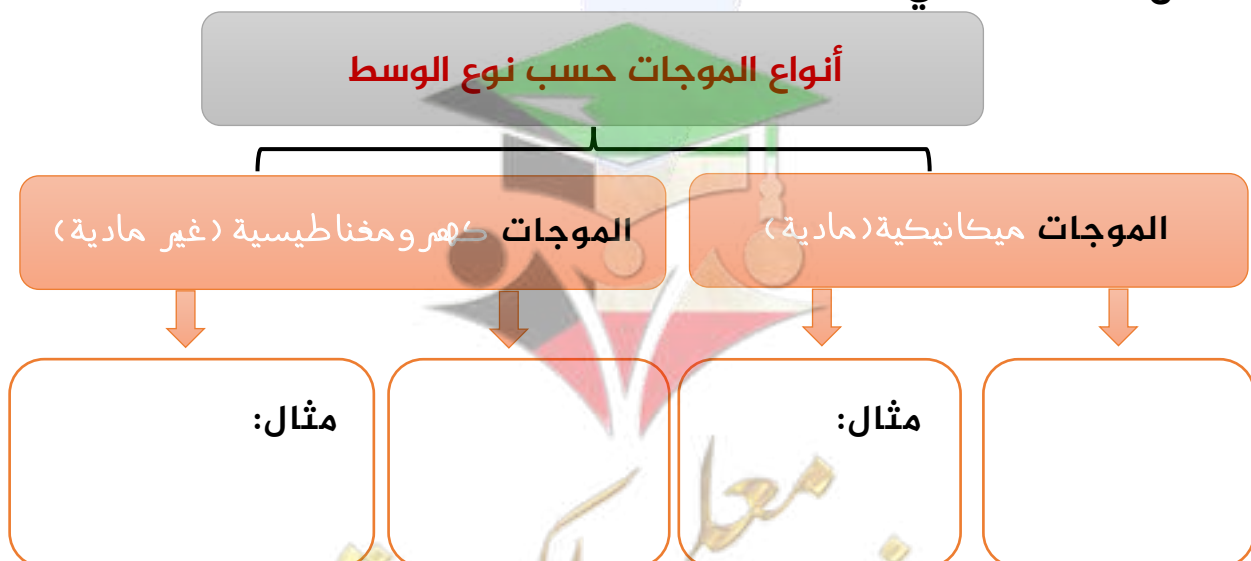 أنواع الموجات حسب نوع الوسط
الموجات ميكانيكية(مادية)
الموجات كهرومغناطيسية (غير مادية)
مثال:
مثال: